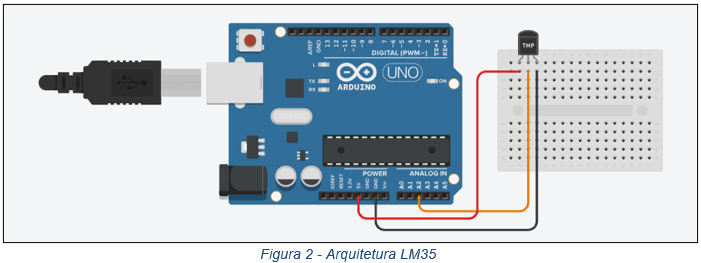 AREF
GND
13
12
~11
~10
~9
8
7
~6
~5
4
~3
2
TX→1
RX←0
DIGITAL (PWM~)
L
TX
RX
ARDUINO
UNO
ON
TMP
POWER
ANALOG IN
IOREF
RESET
3.3V
5V
GND
GND
Vin
A0
A1
A2
A3
A4
A5
Figura 2 - Arquitetura LM35